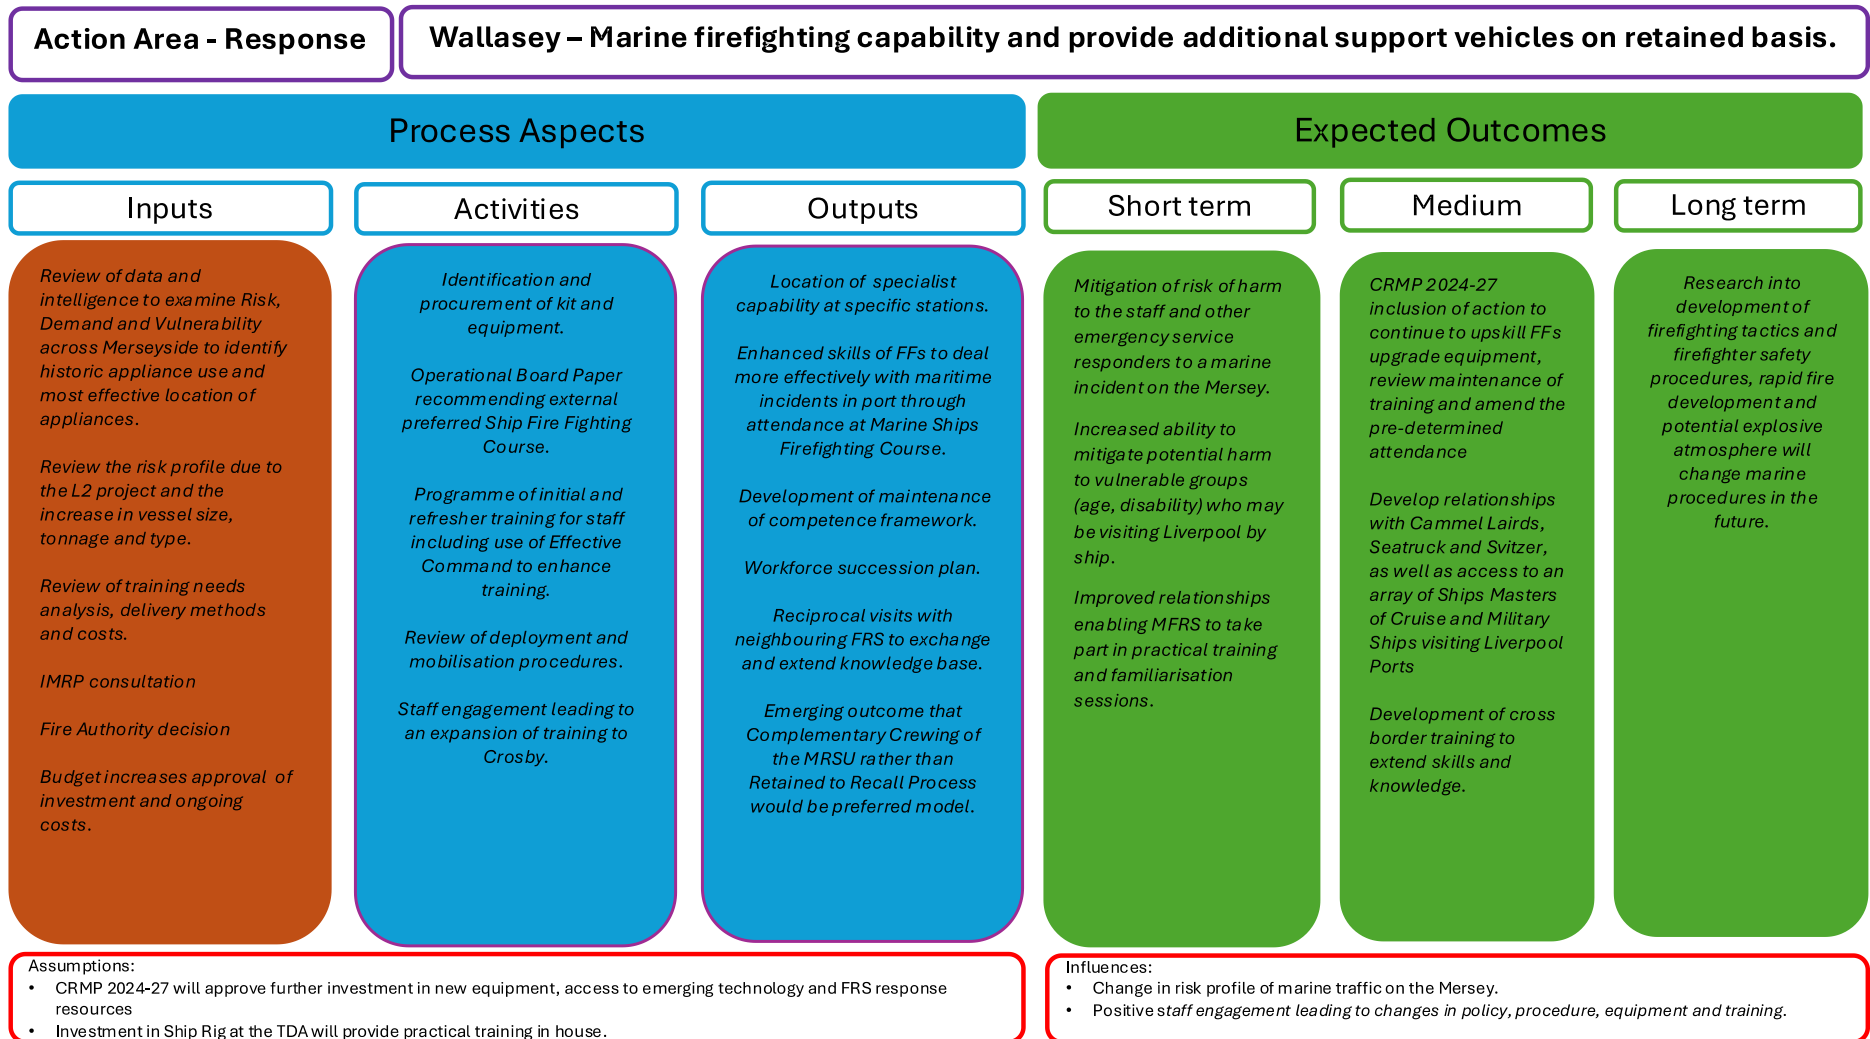 Action Area - Response
Wallasey – Marine firefighting capability and provide additional support vehicles on retained basis.
Process Aspects
Expected Outcomes
Inputs
Activities
Outputs
Short term
Medium
Long term
Review of data and
intelligence to examine Risk,
Demand and Vulnerability
across Merseyside to identify
historic appliance use and
most effective location of
appliances.
Review the risk profile due to
the L2 project and the
increase in vessel size,
tonnage and type.
Review of training needs
analysis, delivery methods
and costs.
IMRP consultation
Fire Authority decision
Budget increases approval of
investment and ongoing
costs.
Identification and
procurement of kit and
equipment.
Operational Board Paper
recommending external
preferred Ship Fire Fighting
Course.
Programme of initial and
refresher training for staff
including use of Effective
Command to enhance
training.
Review of deployment and
mobilisation procedures.
Staff engagement leading to
an expansion of training to
Crosby.
Location of specialist
capability at specific stations.
Enhanced skills of FFs to deal
more effectively with maritime
incidents in port through
attendance at Marine Ships
Firefighting Course.
Development of maintenance
of competence framework.
Workforce succession plan.
Reciprocal visits with
neighbouring FRS to exchange
and extend knowledge base.
Emerging outcome that
Complementary Crewing of
the MRSU rather than
Retained to Recall Process
would be preferred model.
Mitigation of risk of harm
to the staff and other
emergency service
responders to a marine
incident on the Mersey.
Increased ability to
mitigate potential harm
to vulnerable groups
(age, disability) who may
be visiting Liverpool by
ship.
Improved relationships
enabling MFRS to take
part in practical training
and familiarisation
sessions.
CRMP 2024-27
inclusion of action to
continue to upskill FFs
upgrade equipment,
review maintenance of
training and amend the
pre-determined
attendance
Develop relationships
with Cammel Lairds,
Seatruck and Svitzer,
as well as access to an
array of Ships Masters
of Cruise and Military
Ships visiting Liverpool
Ports
Development of cross
border training to
extend skills and
knowledge.
Research into
development of
firefighting tactics and
firefighter safety
procedures, rapid fire
development and
potential explosive
atmosphere will
change marine
procedures in the
future.
Assumptions:
• CRMP 2024-27 will approve further investment in new equipment, access to emerging technology and FRS response
resources
• Investment in Ship Rig at the TDA will provide practical training in house.
Influences:
• Change in risk profile of marine traffic on the Mersey.
• Positive staff engagement leading to changes in policy, procedure, equipment and training.